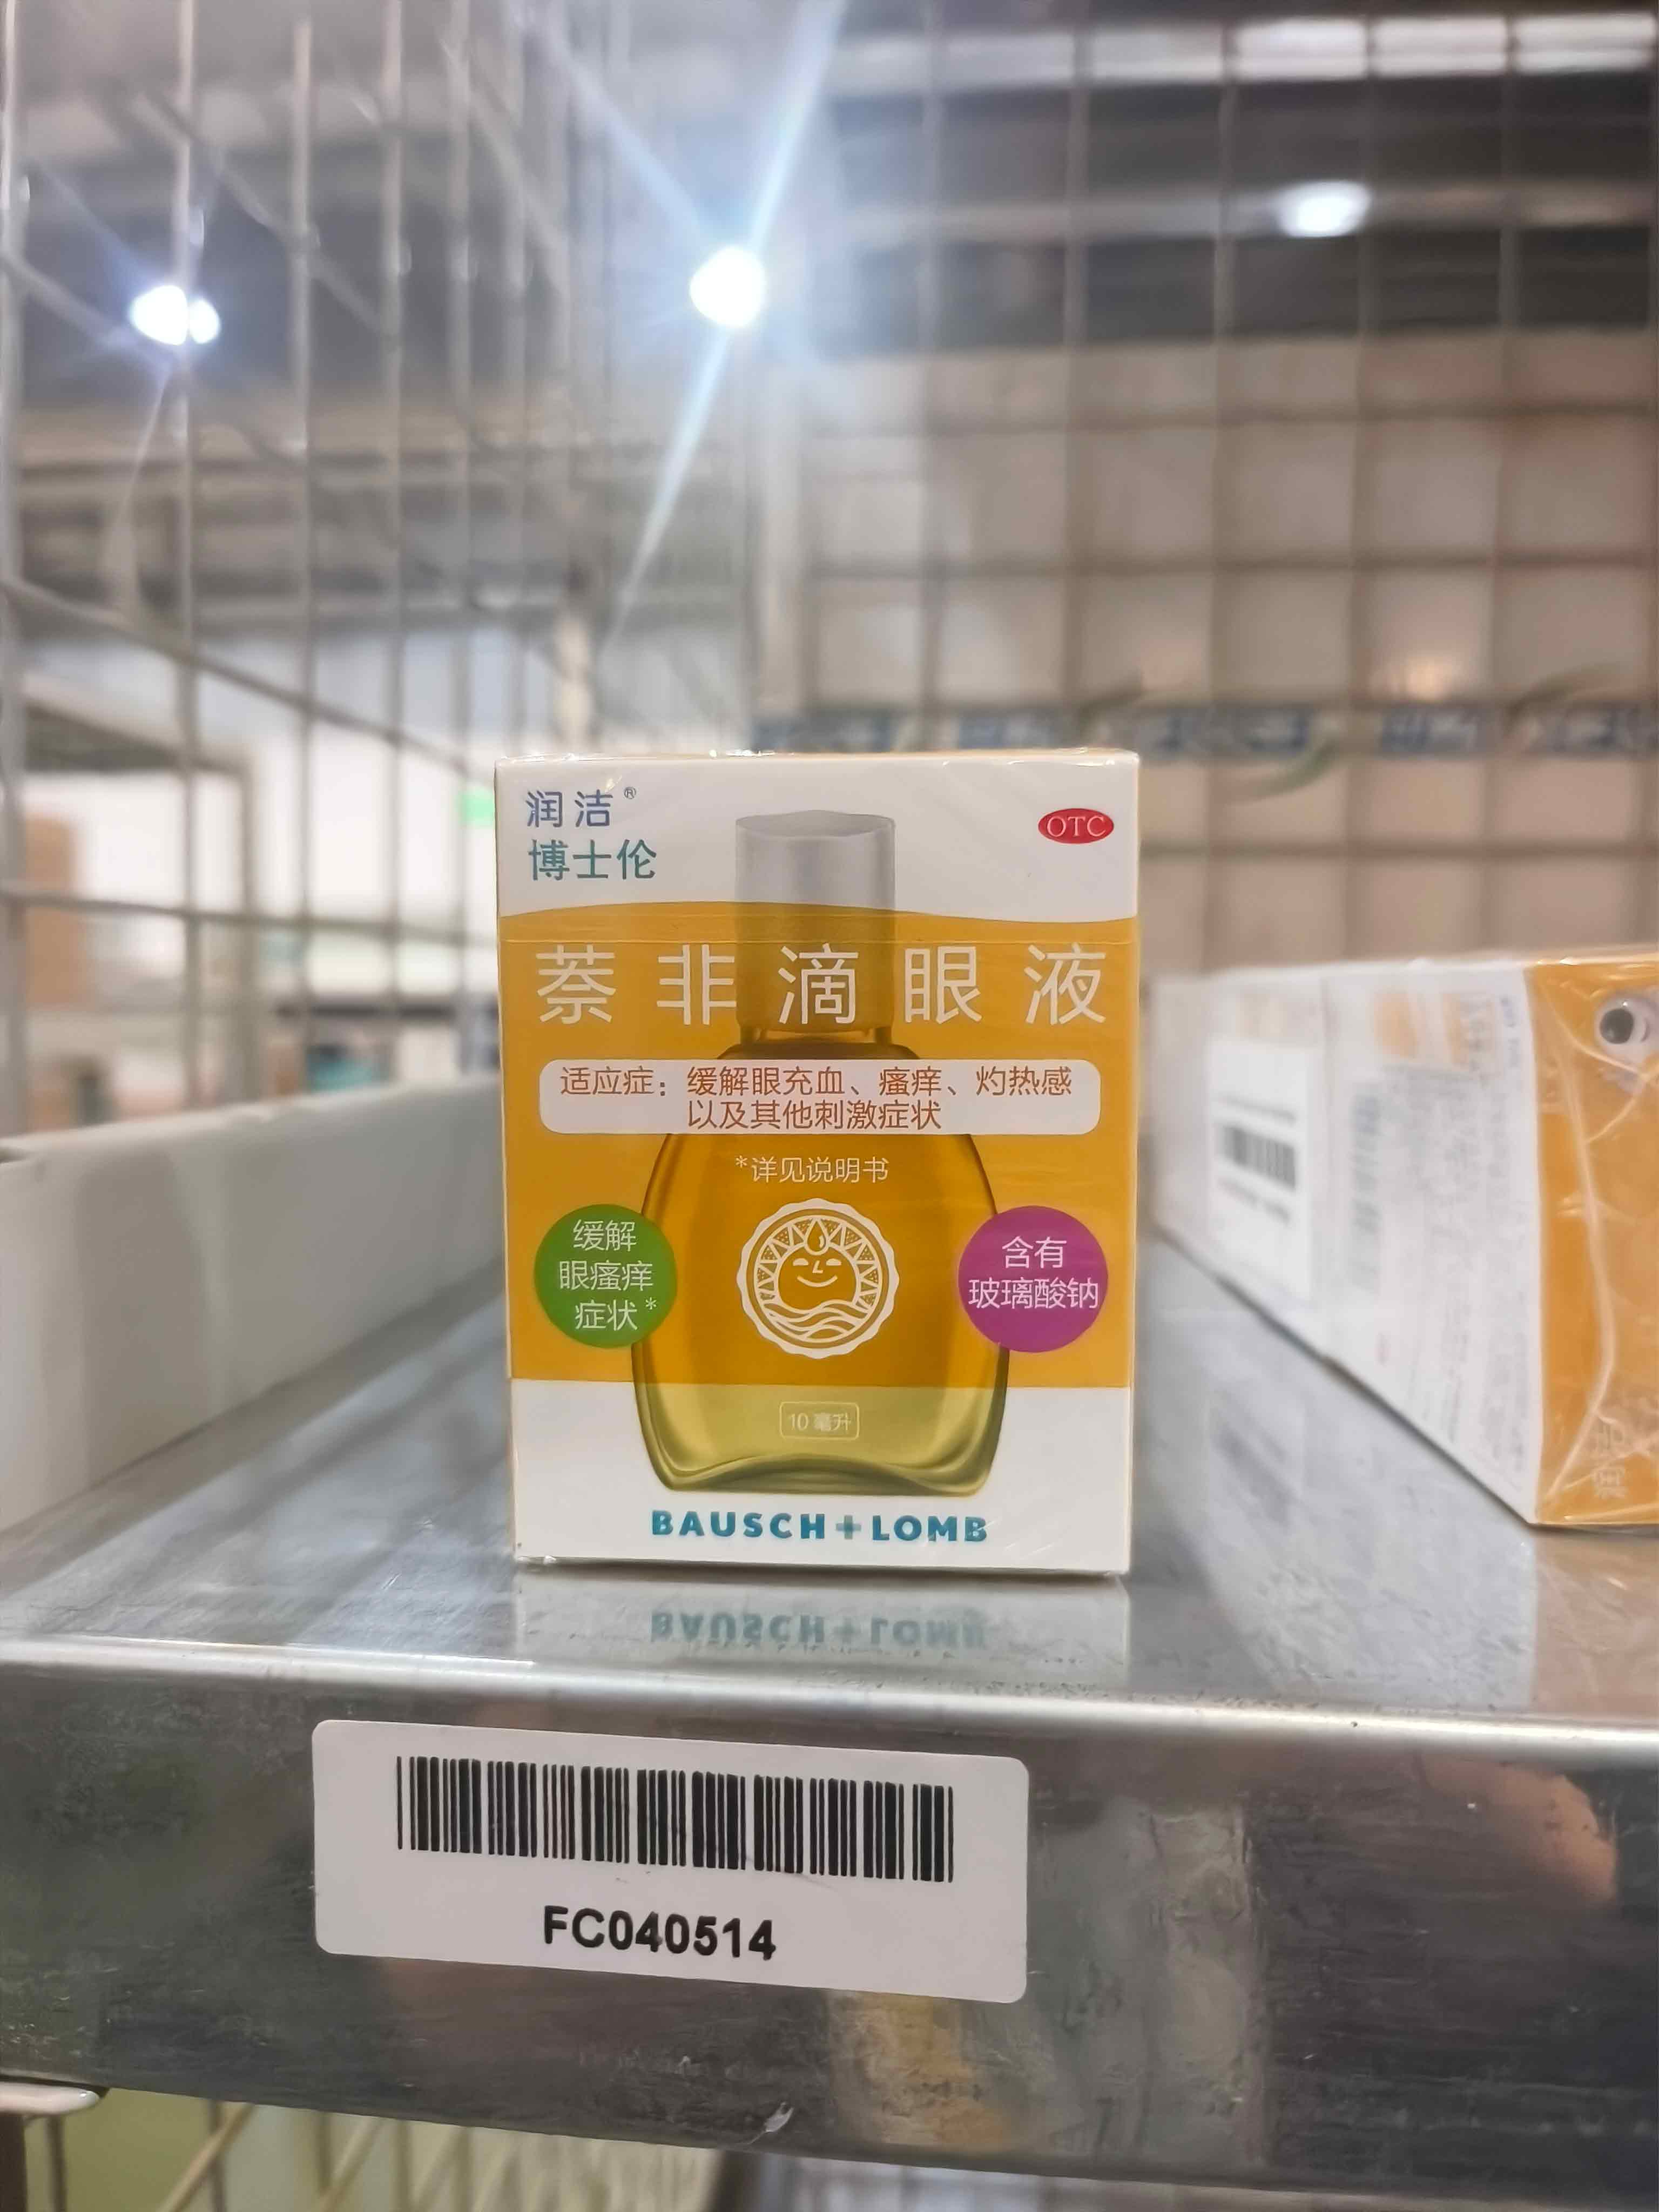 润洁®
博士伦
OTC
萘非滴眼液
适应症：缓解眼充血、瘙痒、灼热感
以及其他刺激症状
*详见说明书
缓解
眼瘙痒
症状*
含有
玻璃酸钠
10 毫升
BAUSCH+LOMB
FC040514